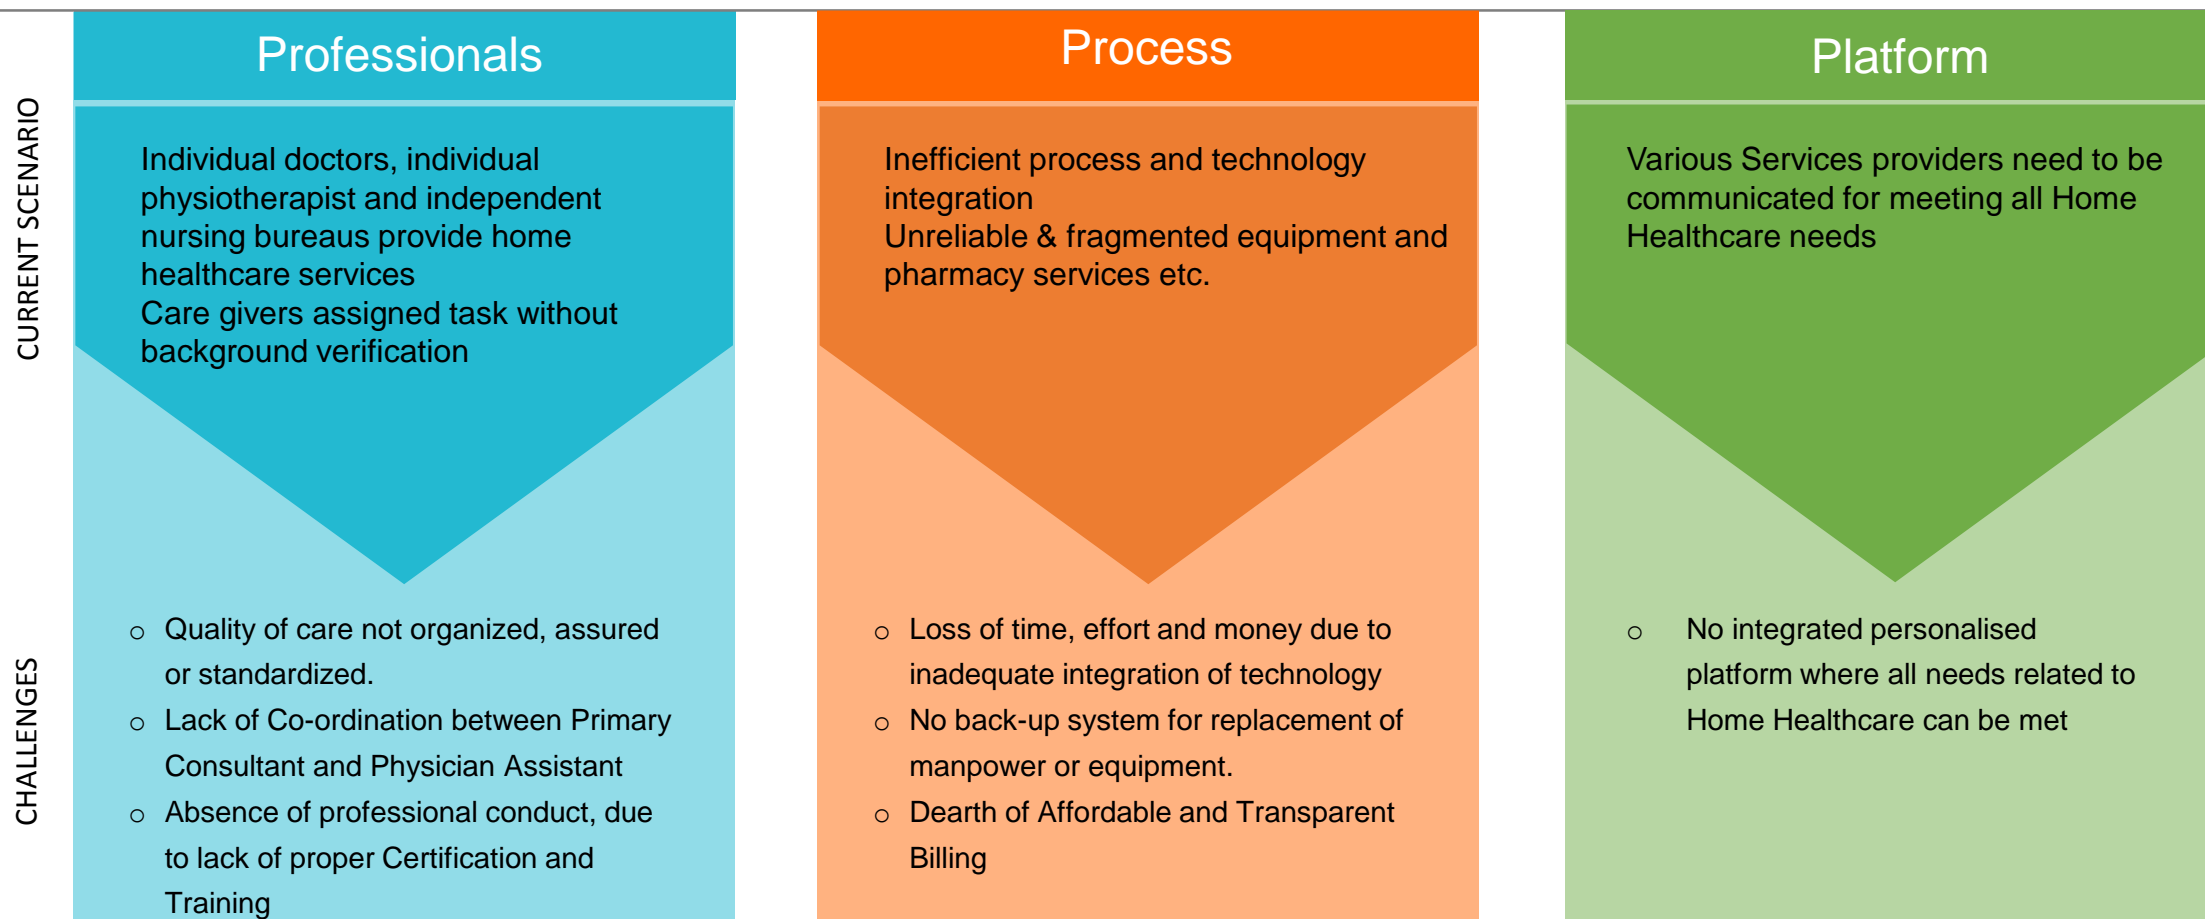 Professionals
Process
Platform
CURRENT SCENARIO
Individual doctors, individual
physiotherapist and independent
nursing bureaus provide home
healthcare services
Care givers assigned task without
background verification
Inefficient process and technology
integration
Unreliable & fragmented equipment and
pharmacy services etc.
Various Services providers need to be
communicated for meeting all Home
Healthcare needs
CHALLENGES
o Quality of care not organized, assured
or standardized.
o Lack of Co-ordination between Primary
Consultant and Physician Assistant
o Absence of professional conduct, due
to lack of proper Certification and
Training
o Loss of time, effort and money due to
inadequate integration of technology
o No back-up system for replacement of
manpower or equipment.
o Dearth of Affordable and Transparent
Billing
o No integrated personalised
platform where all needs related to
Home Healthcare can be met